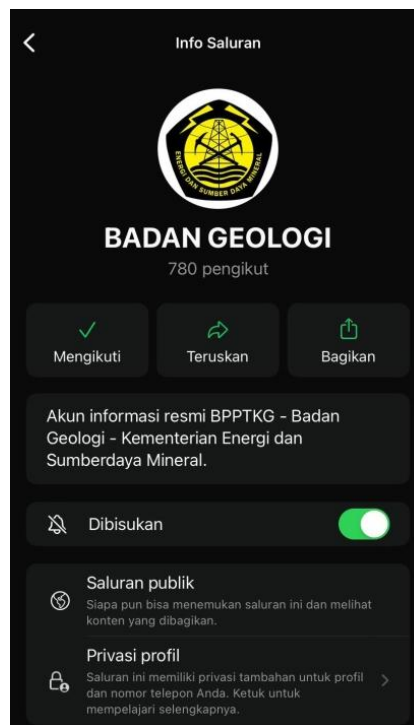 Info Saluran
ENERGI DAN SUMBER DAYA MINERAL
BADAN GEOLOGI
780 pengikut
Mengikuti
Teruskan
Bagikan
Akun informasi resmi BPPTKG - Badan
Geologi - Kementerian Energi dan
Sumberdaya Mineral.
Dibisukan
Saluran publik
Siapa pun bisa menemukan saluran ini dan melihat
konten yang dibagikan.
Privasi profil
Saluran ini memiliki privasi tambahan untuk profil
dan nomor telepon Anda. Ketuk untuk
mempelajari selengkapnya.